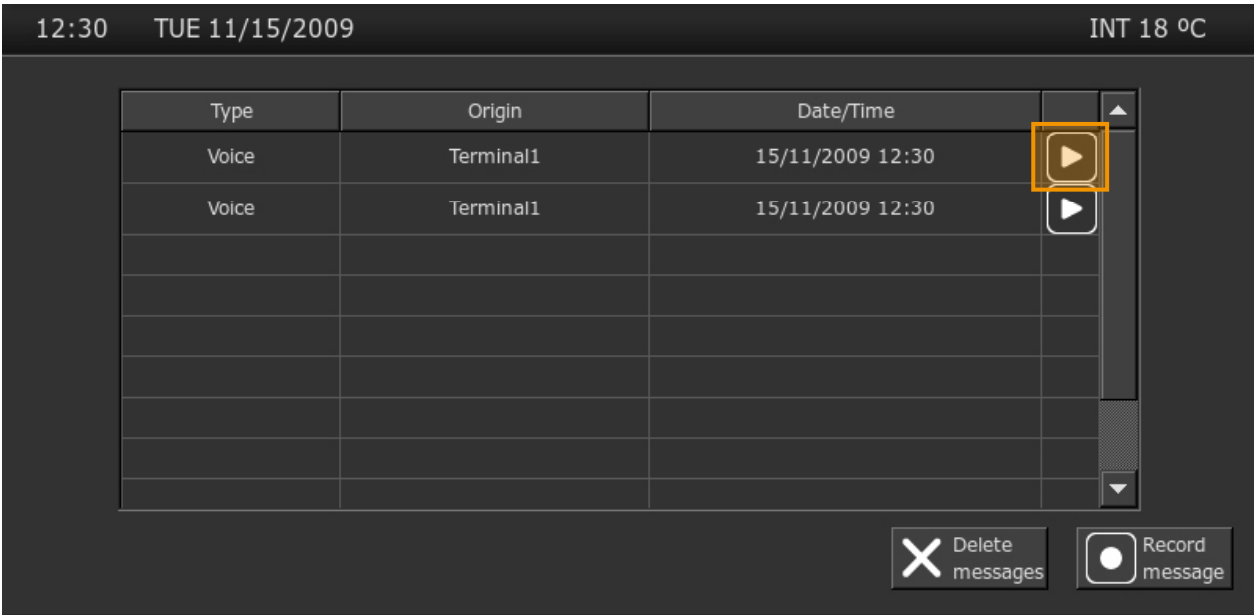 12:30 TUE 11/15/2009 INT 18 ºC
Type Origin Date/Time
Voice Terminal1 15/11/2009 12:30
Voice Terminal1 15/11/2009 12:30
Delete
messages
Record
message